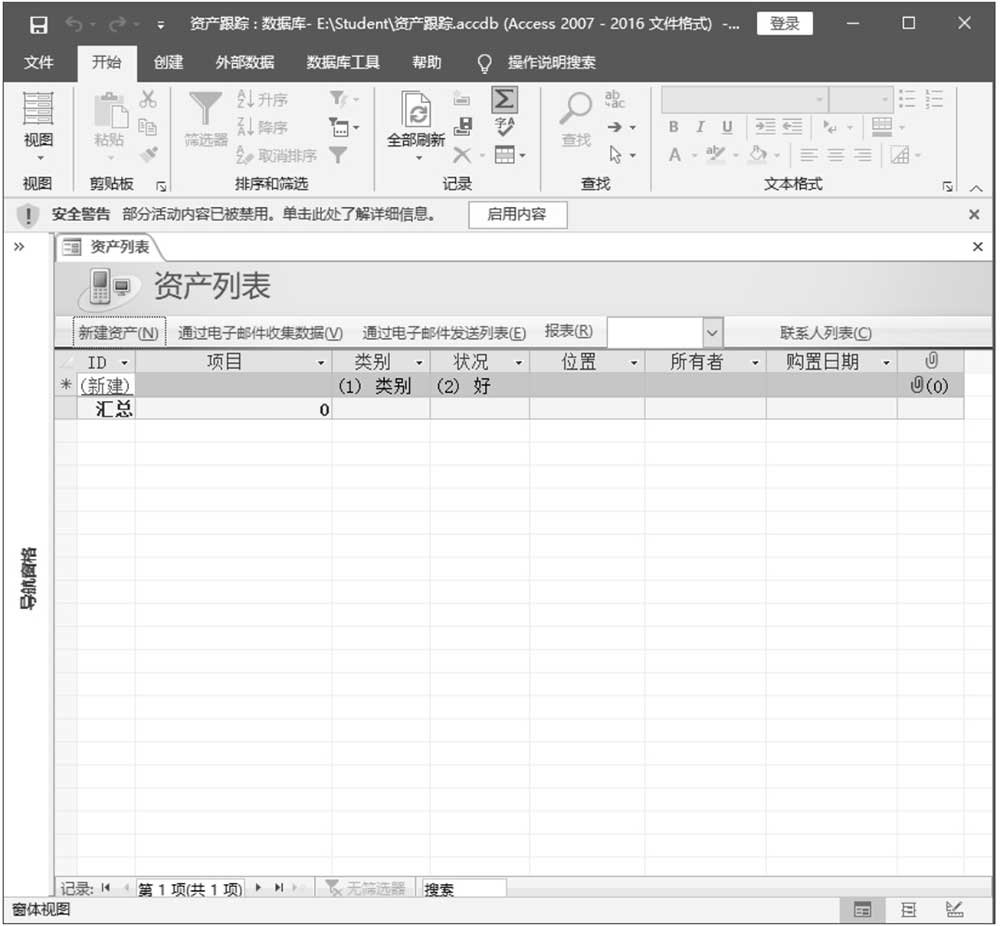 资产跟踪 : 数据库- E:\Student\资产跟踪.accdb (Access 2007 - 2016 文件格式) -... 登录
文件 开始 创建 外部数据 数据库工具 帮助 操作说明搜索
视图 粘贴 筛选器 升序 降序 取消排序 全部刷新 查找
视图 剪贴板 排序和筛选 记录 查找 文本格式
安全警告 部分活动内容已被禁用。单击此处了解详细信息。 启用内容
资产列表
资产列表
新建资产(N) 通过电子邮件收集数据(V) 通过电子邮件发送列表(E) 报表(R) 联系人列表(C)
ID 项目 类别 状况 位置 所有者 购置日期
* (新建) (1) 类别 (2) 好 (0)
汇总 0
导航窗格
记录: 第 1 项(共 1 项) 无筛选器 搜索
窗体视图